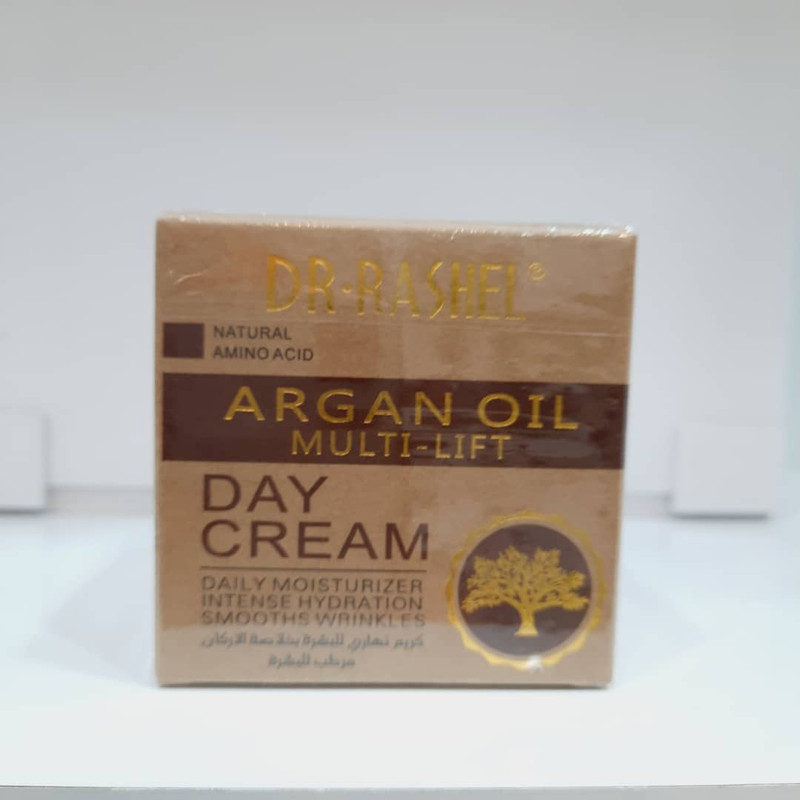 DR·RASHEL®
NATURAL
AMINO ACID
ARGAN OIL
MULTI-LIFT
DAY
CREAM
DAILY MOISTURIZER
INTENSE HYDRATION
SMOOTHS WRINKLES
كريم نهاري للبشرة بخلاصة الاركان
مرطب للبشرة